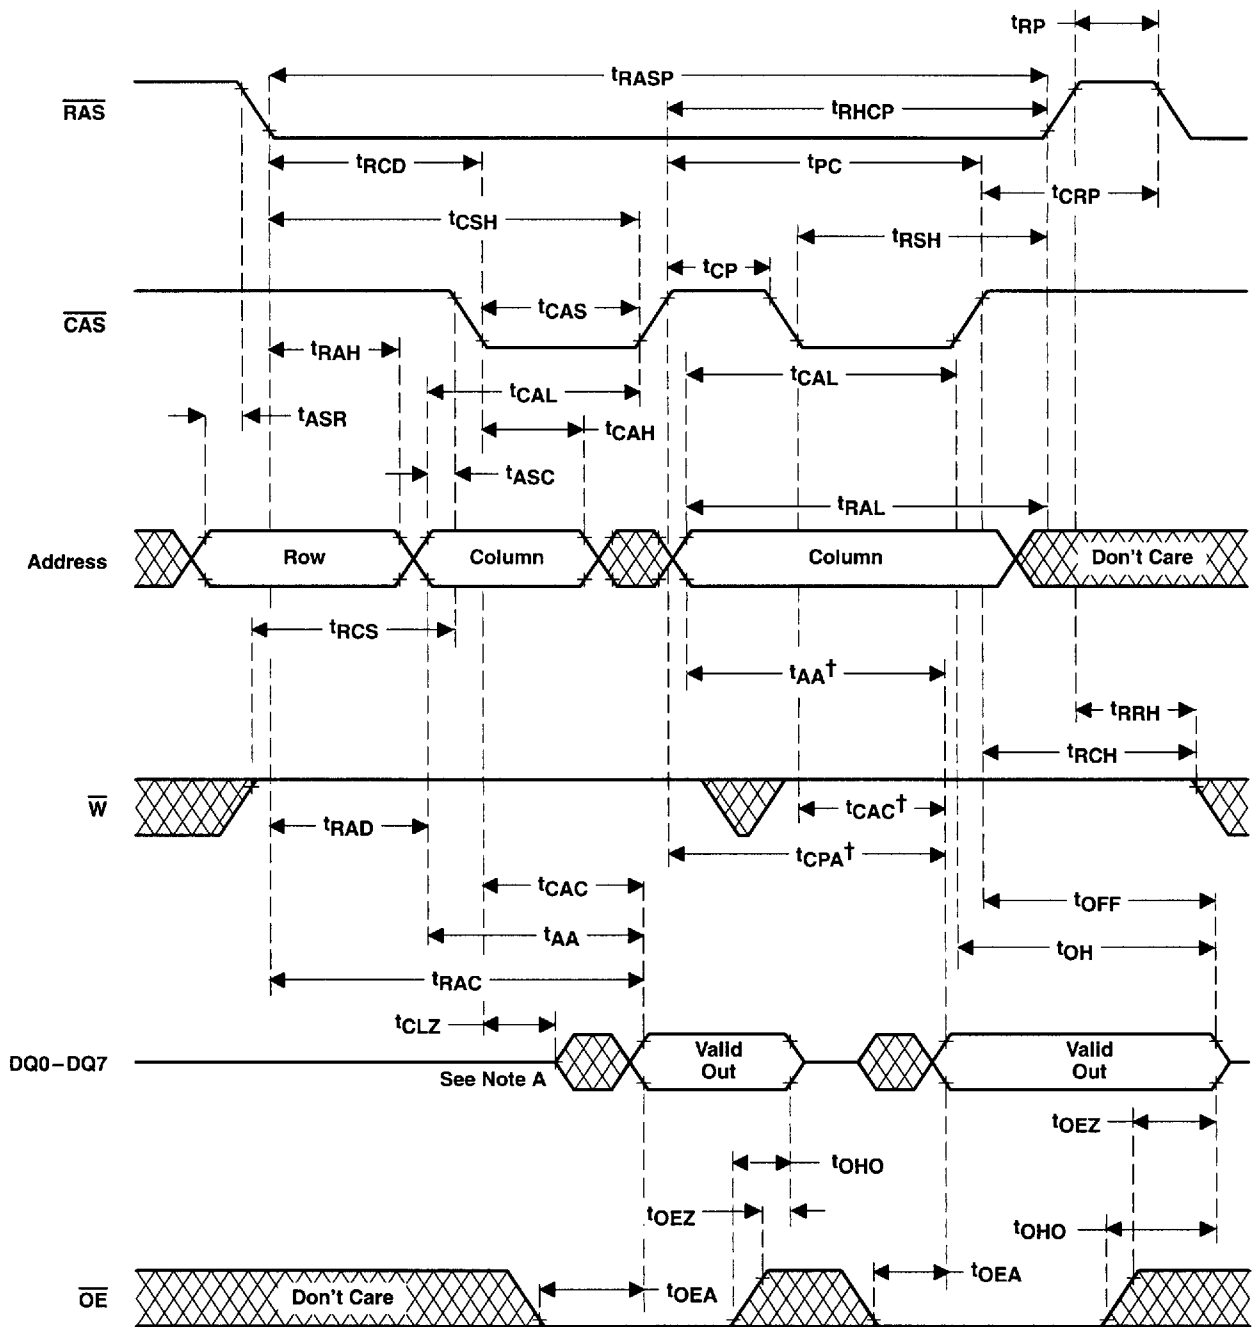 tRP
tRASP
RAS
tRHCP
tRCD
tPC
tCRP
tCSH
tRSH
tCP
CAS
tCAS
tRAH
tCAL
tCAL
tASR
tCAH
tASC
tRAL
Address
Row
Column
Column
Don't Care
tRCS
tAA†
tRRH
tRCH
W
tCAC†
tRAD
tCPA†
tCAC
tOFF
tAA
tOH
tRAC
tCLZ
DQ0–DQ7
See Note A
Valid
Out
Valid
Out
tOEZ
tOHO
tOEZ
tOHO
OE
Don't Care
tOEA
tOEA